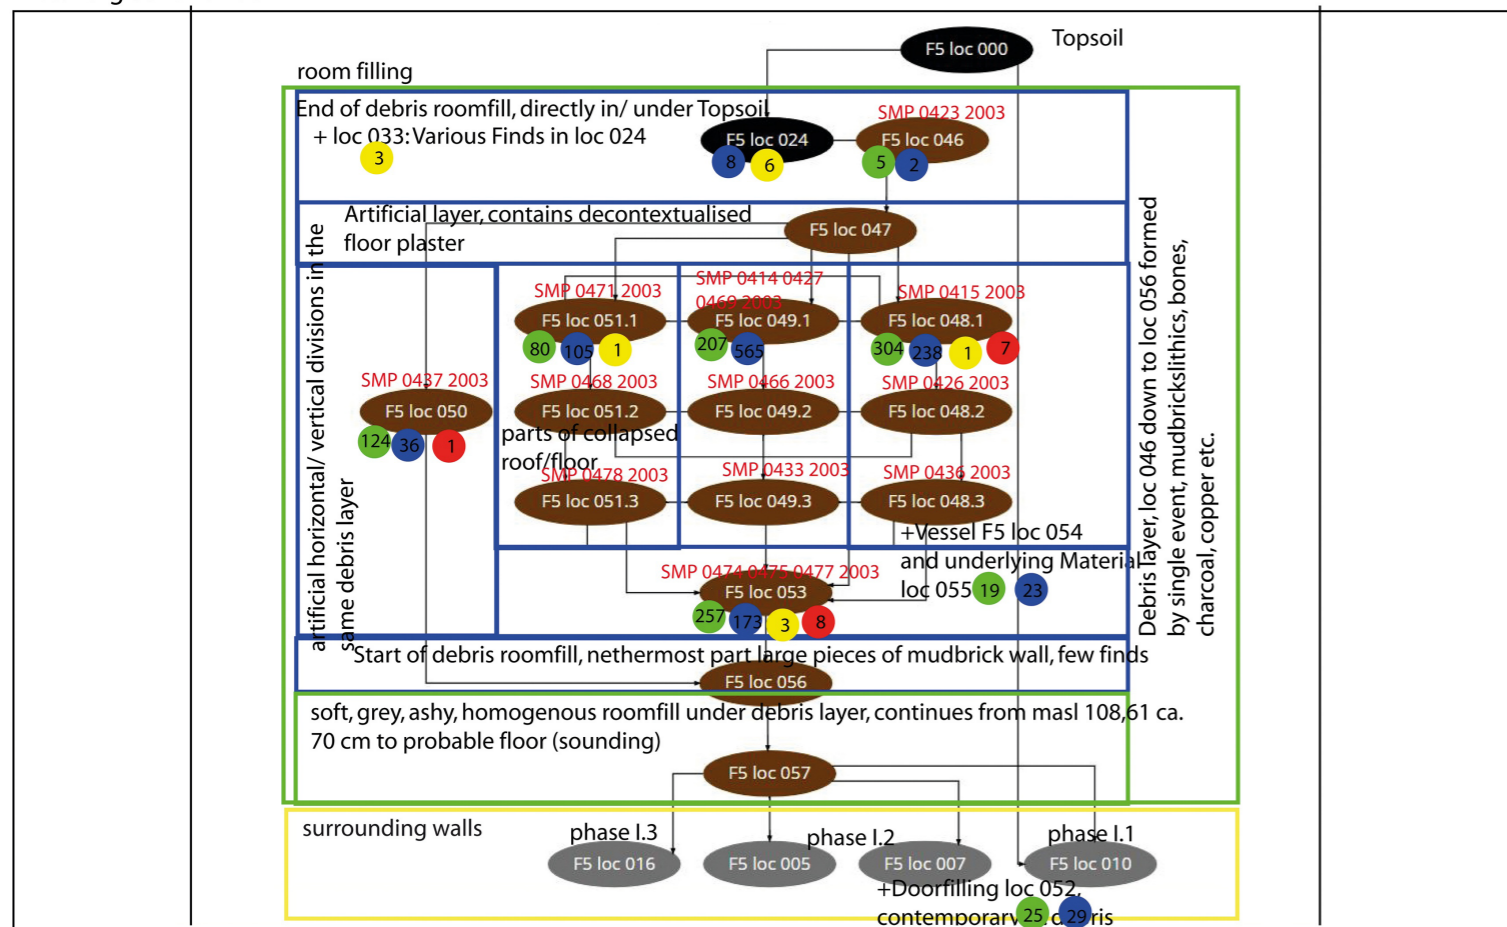 F5 loc 000
Topsoil
room filling
End of debris roomfill, directly in/ under Topsoil
+ loc 033: Various Finds in loc 024
3
F5 loc 024
8
6
SMP 0423 2003
F5 loc 046
5
2
Artificial layer, contains decontextualised
floor plaster
F5 loc 047
artificial horizontal/ vertical divisions in the
same debris layer
Debris layer, loc 046 down to loc 056 formed
by single event, mudbrickslithics, bones,
charcoal, copper etc.
SMP 0471 2003
F5 loc 051.1
80
105
1
SMP 0414 0427
0469 2003
F5 loc 049.1
207
565
SMP 0415 2003
F5 loc 048.1
304
238
1
7
SMP 0437 2003
F5 loc 050
124
36
1
SMP 0468 2003
F5 loc 051.2
SMP 0466 2003
F5 loc 049.2
SMP 0426 2003
F5 loc 048.2
parts of collapsed
roof/floor
SMP 0478 2003
F5 loc 051.3
SMP 0433 2003
F5 loc 049.3
SMP 0436 2003
F5 loc 048.3
+Vessel F5 loc 054
and underlying Material
loc 055
19
23
SMP 0474 0475 0477 2003
F5 loc 053
257
173
3
8
Start of debris roomfill, nethermost part large pieces of mudbrick wall, few finds
F5 loc 056
soft, grey, ashy, homogenous roomfill under debris layer, continues from masl 108,61 ca.
70 cm to probable floor (sounding)
F5 loc 057
surrounding walls
phase I.3
F5 loc 016
F5 loc 005
phase I.2
F5 loc 007
phase I.1
F5 loc 010
+Doorfilling loc 052,
contemporary
25
29